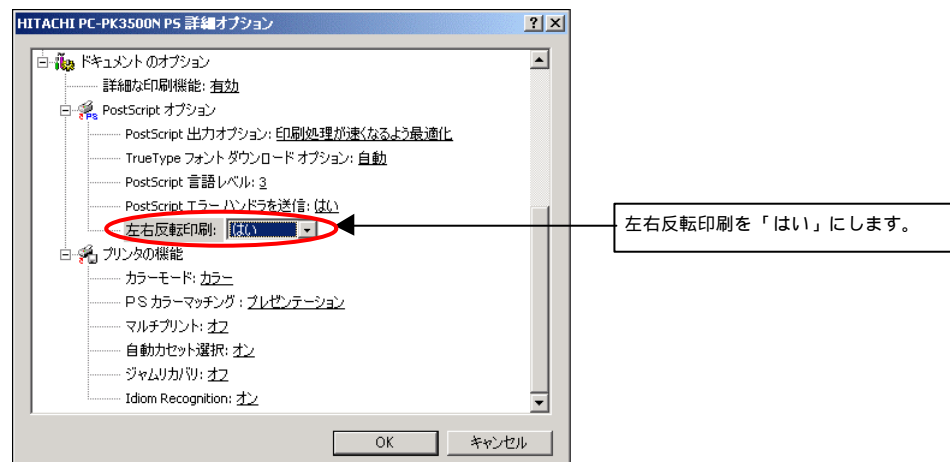 HITACHI PC-PK3500N PS 詳細オプション
ドキュメント のオプション
詳細な印刷機能: 有効
PostScript オプション
PostScript 出力オプション: 印刷処理が速くなるよう最適化
TrueType フォント ダウンロード オプション: 自動
PostScript 言語レベル: 3
PostScript エラー ハンドラを送信: はい
左右反転印刷: はい
左右反転印刷を「はい」にします。
プリンタの機能
カラーモード: カラー
PS カラーマッチング : プレゼンテーション
マルチプリント: オフ
自動カセット選択: オン
ジャムリカバリ: オフ
Idiom Recognition: オン
OK キャンセル